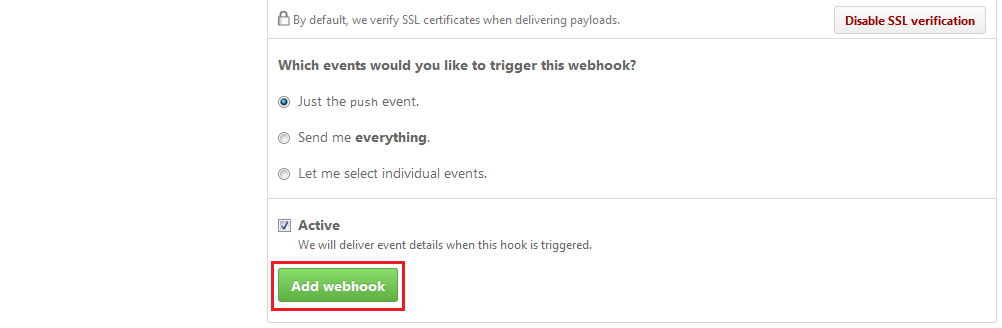 By default, we verify SSL certificates when delivering payloads.
Disable SSL verification
Which events would you like to trigger this webhook?
Just the push event.
Send me everything.
Let me select individual events.
Active
We will deliver event details when this hook is triggered.
Add webhook